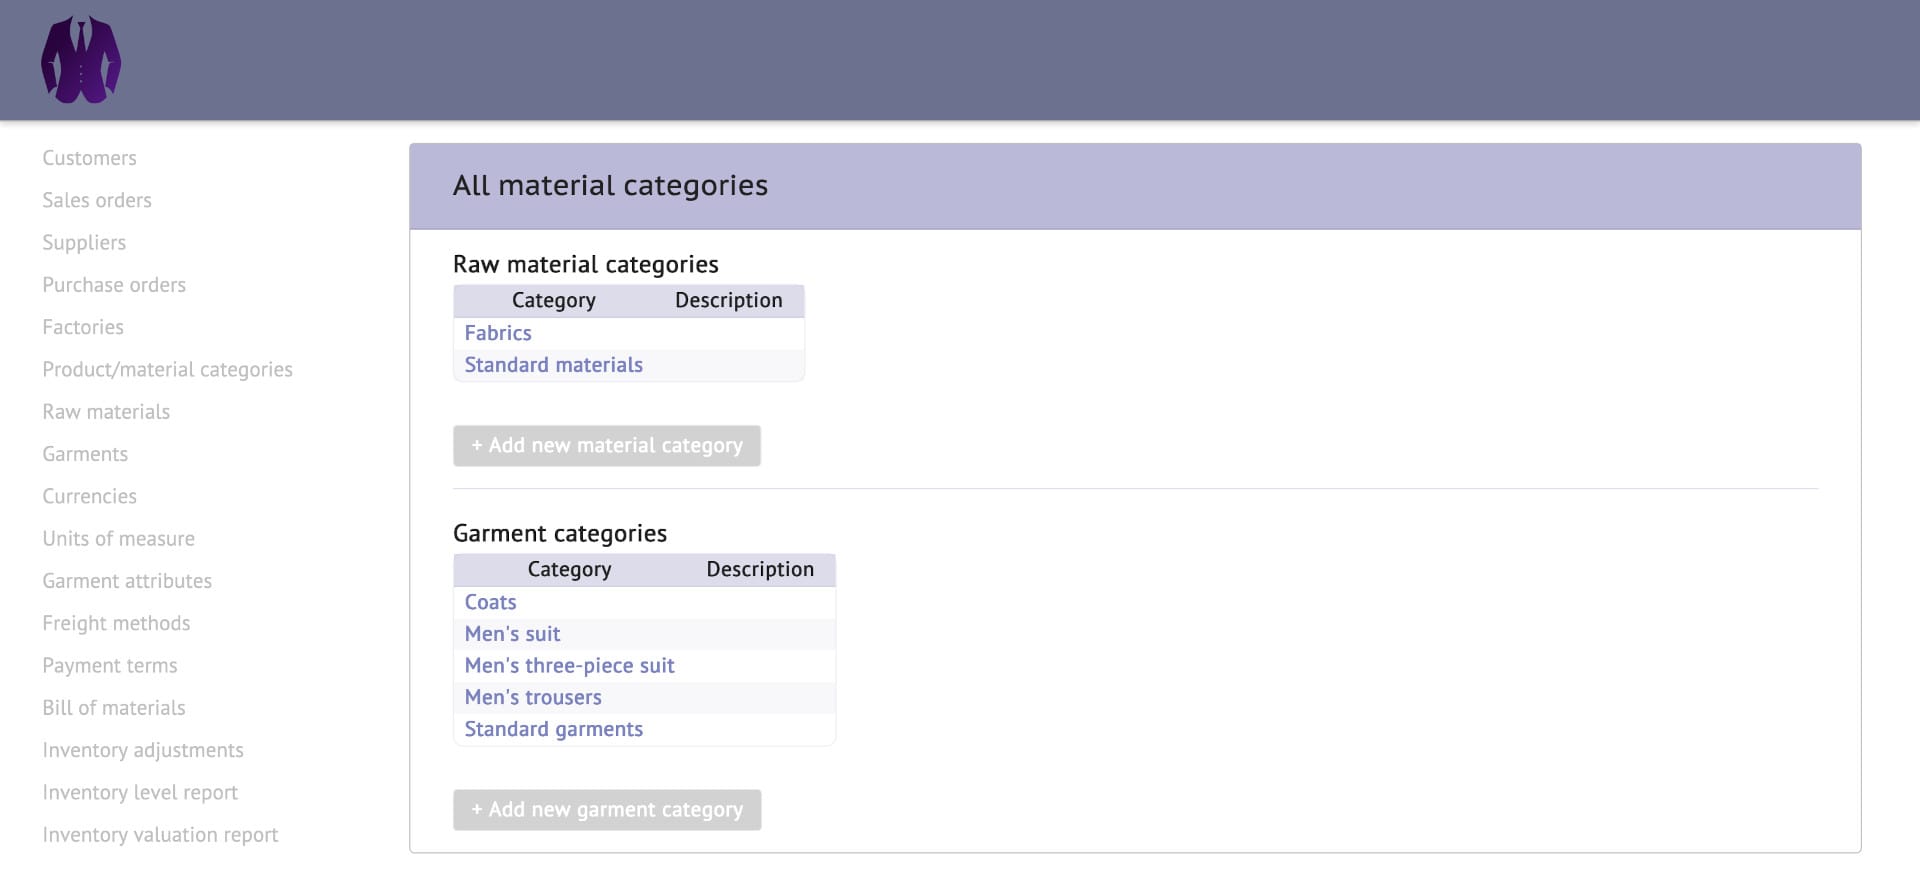 Customers
Sales orders
Suppliers
Purchase orders
Factories
Product/material categories
Raw materials
Garments
Currencies
Units of measure
Garment attributes
Freight methods
Payment terms
Bill of materials
Inventory adjustments
Inventory level report
Inventory valuation report
All material categories
Raw material categories
Category Description
Fabrics
Standard materials
+ Add new material category
Garment categories
Category Description
Coats
Men's suit
Men's three-piece suit
Men's trousers
Standard garments
+ Add new garment category